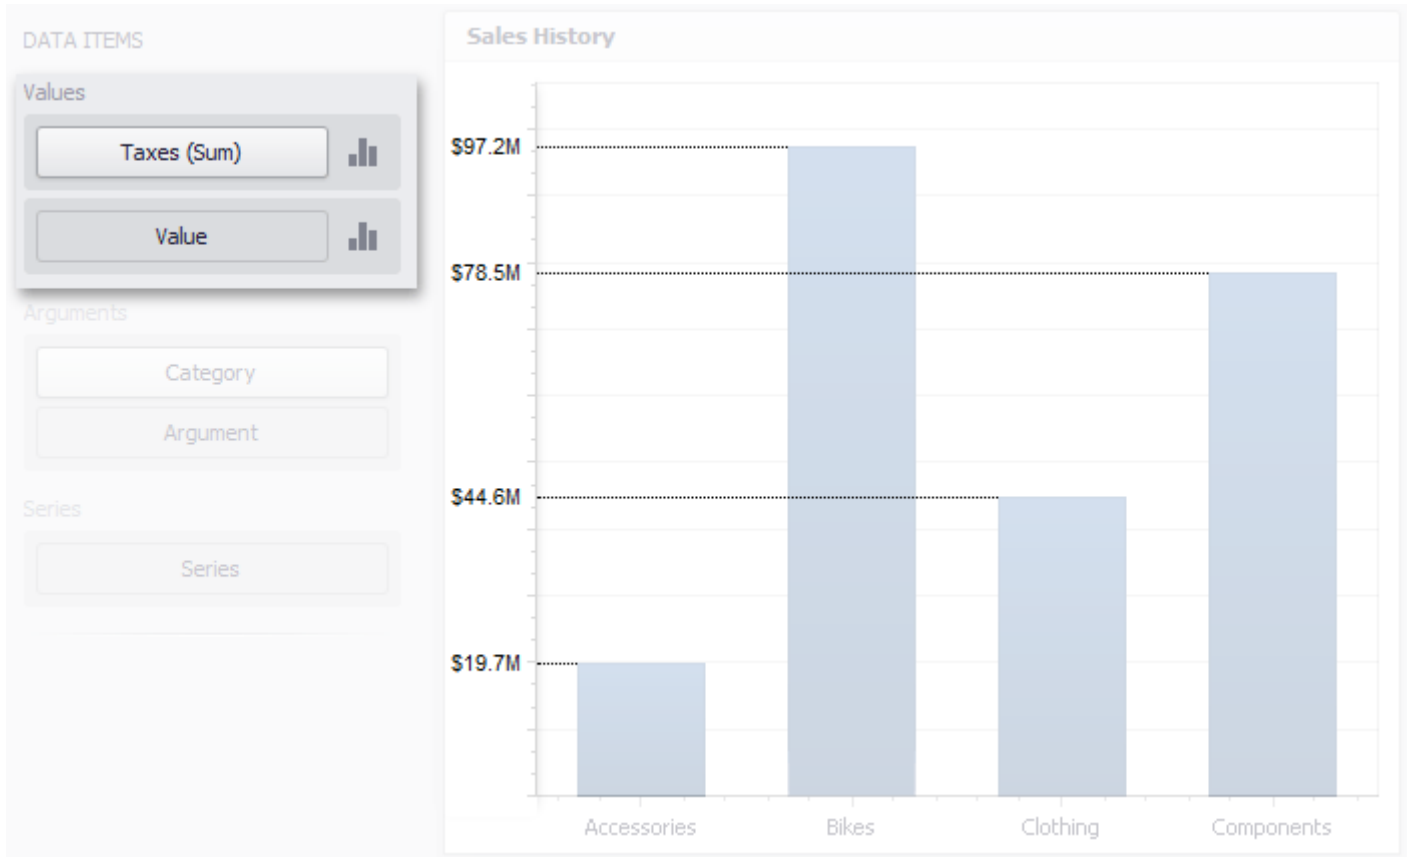 DATA ITEMS
Values
Taxes (Sum)
Value
Arguments
Category
Argument
Series
Series
Sales History
$97.2M
$78.5M
$44.6M
$19.7M
Accessories
Bikes
Clothing
Components